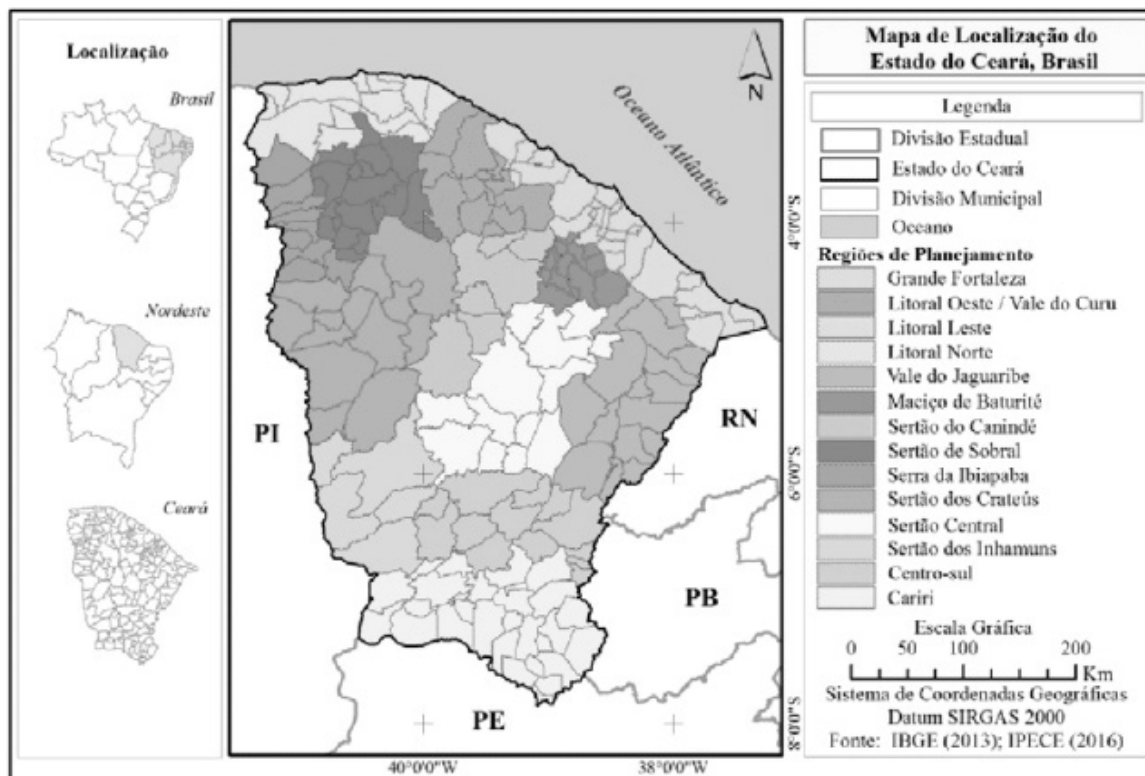 Localização
Brasil
Nordeste
Ceará
N
Oceano Atlântico
PI
RN
PB
PE
4°0'0"S
6°0'0"S
8°0'0"S
40°0'0"W
38°0'0"W
Mapa de Localização do
Estado do Ceará, Brasil
Legenda
Divisão Estadual
Estado do Ceará
Divisão Municipal
Oceano
Regiões de Planejamento
Grande Fortaleza
Litoral Oeste / Vale do Curu
Litoral Leste
Litoral Norte
Vale do Jaguaribe
Maciço de Baturité
Sertão do Canindé
Sertão de Sobral
Serra da Ibiapaba
Sertão dos Crateús
Sertão Central
Sertão dos Inhamuns
Centro-sul
Cariri
Escala Gráfica
0 50 100 200
Km
Sistema de Coordenadas Geográficas
Datum SIRGAS 2000
Fonte: IBGE (2013); IPECE (2016)